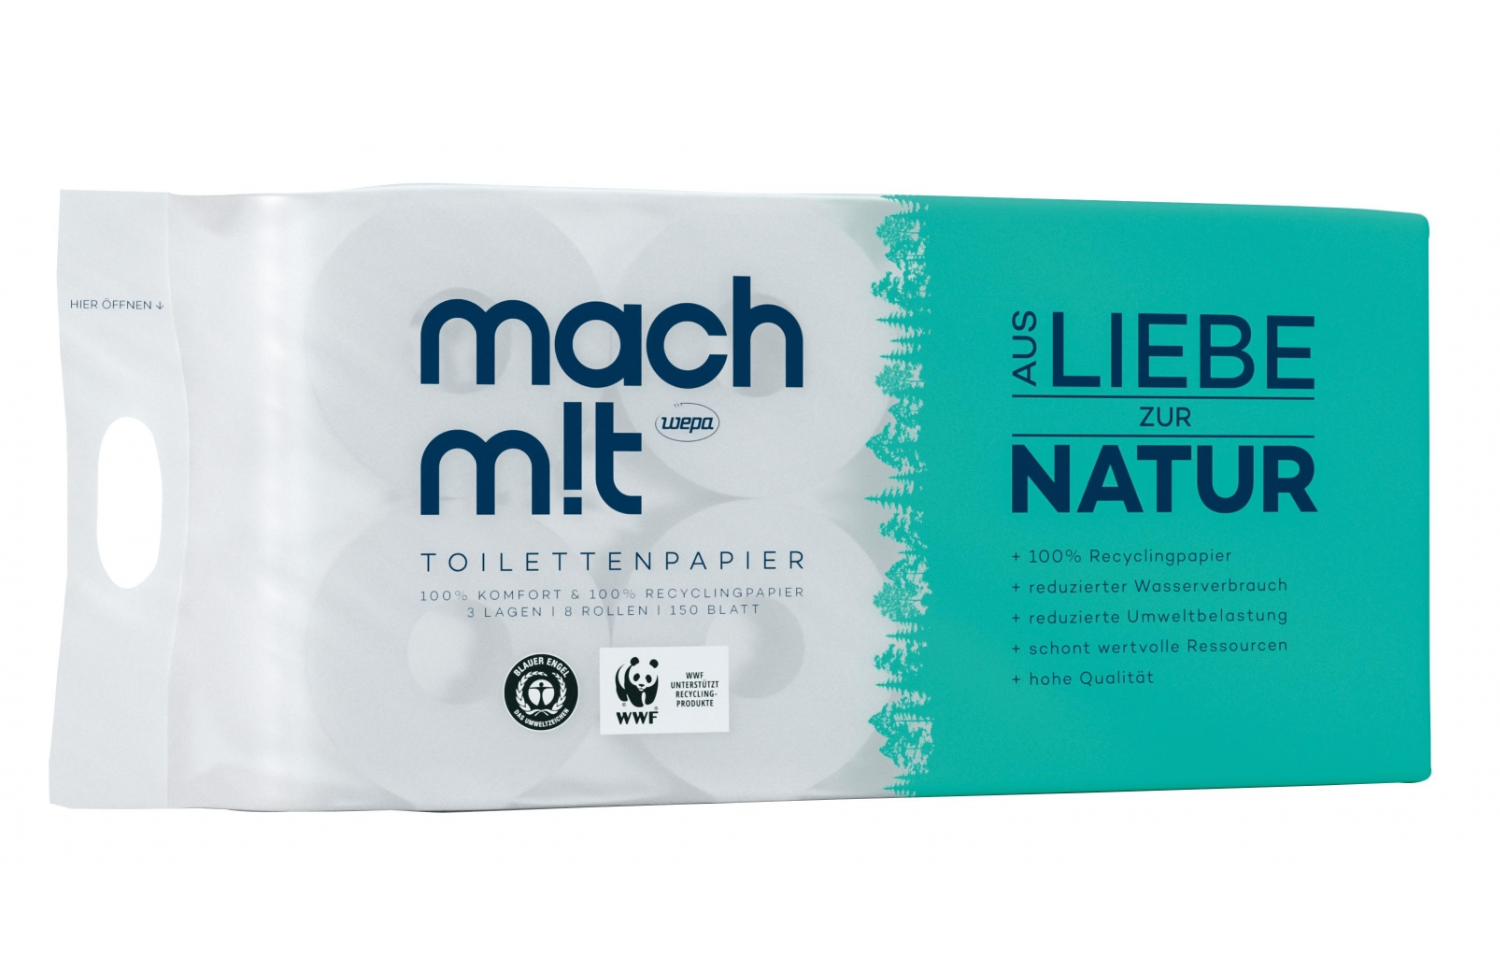 HIER ÖFFNEN ↓
mach
m!t
wepa
TOILETTENPAPIER
100% KOMFORT & 100% RECYCLINGPAPIER
3 LAGEN | 8 ROLLEN | 150 BLATT
BLAUER ENGEL
DAS UMWELTZEICHEN
WWF
WWF
UNTERSTÜTZT
RECYCLING-
PRODUKTE
AUS
LIEBE
ZUR
NATUR
+ 100% Recyclingpapier
+ reduzierter Wasserverbrauch
+ reduzierte Umweltbelastung
+ schont wertvolle Ressourcen
+ hohe Qualität